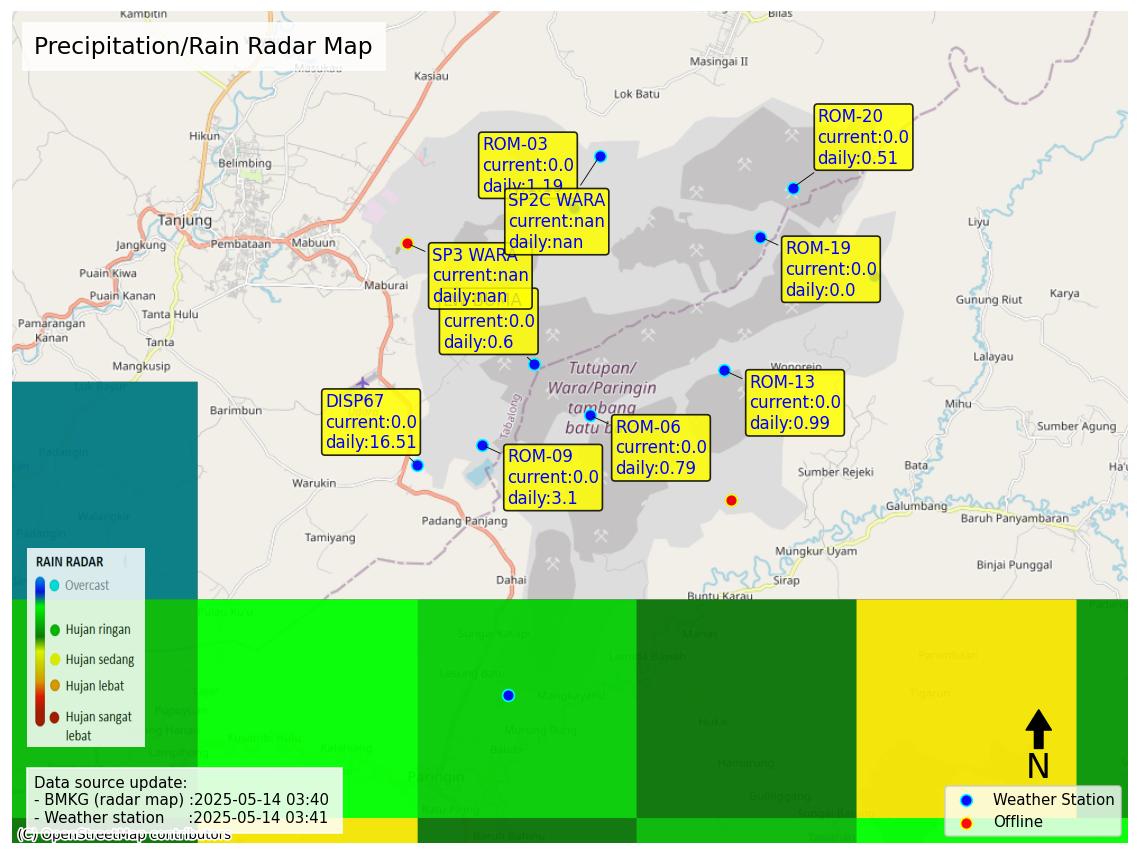 Precipitation/Rain Radar Map
Kambitin
Bilas
Masukau
Kasiau
Masingai II
Lok Batu
Hikun
Belimbing
Tanjung
Jangkung
Pembataan
Mabuun
Puain Kiwa
Maburai
Puain Kanan
Tanta Hulu
Pamarangan
Kanan
Tanta
Mangkusip
Barimbun
Warukin
Tamiyang
Padang Panjang
Dahai
Liyu
Gunung Riut
Karya
Lalayau
Mihu
Sumber Agung
Bata
Ha'u
Sumber Rejeki
Galumbang
Baruh Panyambaran
Mungkur Uyam
Binjai Punggal
Sirap
Buntu Karau
Wonorejo
Tabalong
Tutupan/
Wara/Paringin
tambang
batu b
ROM-03
current:0.0
daily:1.19
SP2C WARA
current:nan
daily:nan
SP3 WARA
current:nan
daily:nan
current:0.0
daily:0.6
ROM-20
current:0.0
daily:0.51
ROM-19
current:0.0
daily:0.0
ROM-13
current:0.0
daily:0.99
ROM-06
current:0.0
daily:0.79
ROM-09
current:0.0
daily:3.1
DISP67
current:0.0
daily:16.51
Paringin
RAIN RADAR
Overcast
Hujan ringan
Hujan sedang
Hujan lebat
Hujan sangat
lebat
Data source update:
- BMKG (radar map) :2025-05-14 03:40
- Weather station :2025-05-14 03:41
(C) OpenStreetMap contributors
N
Weather Station
Offline